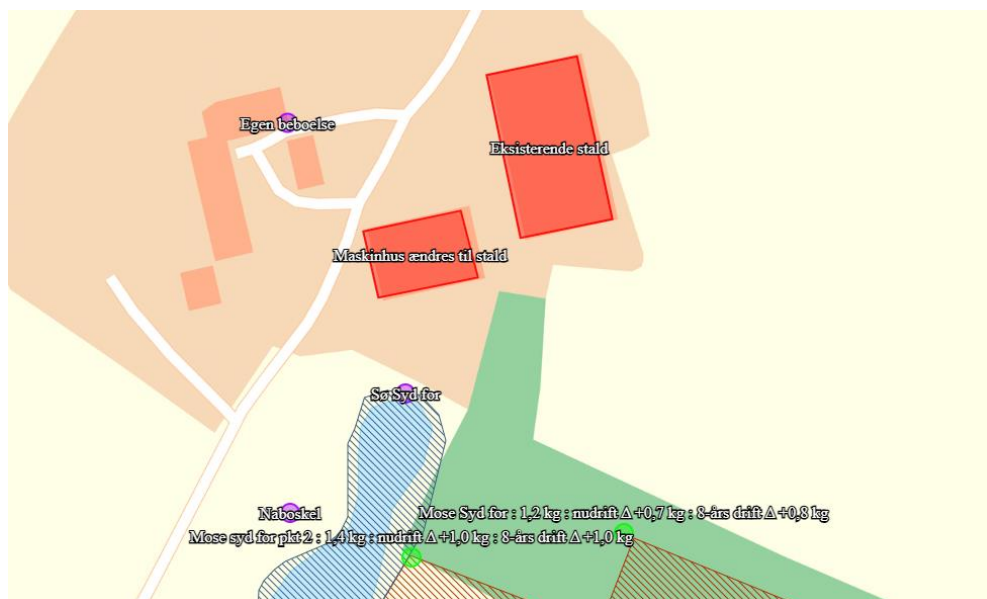 Egen beboelse
Eksisterende stald
Maskinhus ændres til stald
Sø Syd for
Naboskel
Mose Syd for : 1,2 kg : nudrift Δ +0,7 kg : 8-års drift Δ +0,8 kg
Mose syd for pkt 2 : 1,4 kg : nudrift Δ +1,0 kg : 8-års drift Δ +1,0 kg